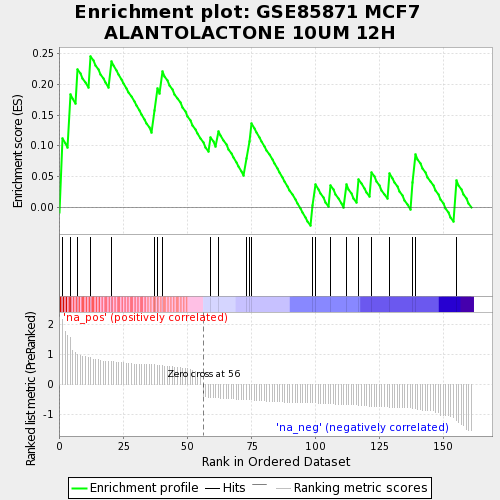 Enrichment plot: GSE85871 MCF7
ALANTOLACTONE 10UM 12H
Enrichment score (ES)
0.25
0.20
0.15
0.10
0.05
0.00
'na_pos' (positively correlated)
Ranked list metric (PreRanked)
2
1
0
-1
Zero cross at 56
'na_neg' (negatively correlated)
0
25
50
75
100
125
150
Rank in Ordered Dataset
Enrichment profile
Hits
Ranking metric scores